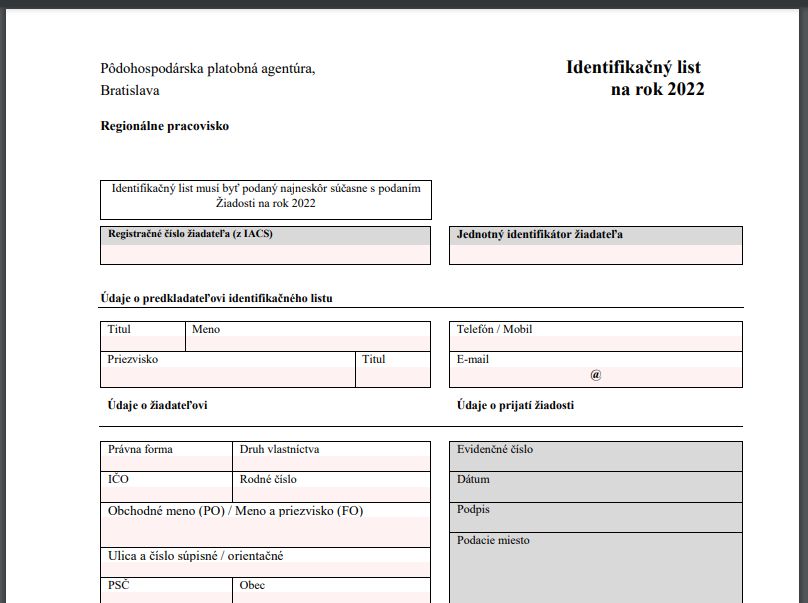 Pôdohospodárska platobná agentúra,
Bratislava
Identifikačný list
na rok 2022
Regionálne pracovisko
Identifikačný list musí byť podaný najneskôr súčasne s podaním
Žiadosti na rok 2022
Registračné číslo žiadateľa (z IACS)
Jednotný identifikátor žiadateľa
Údaje o predkladateľovi identifikačného listu
Titul
Meno
Telefón / Mobil
Priezvisko
Titul
E-mail
@
Údaje o žiadateľovi
Údaje o prijatí žiadosti
Právna forma
Druh vlastníctva
Evidenčné číslo
IČO
Rodné číslo
Dátum
Obchodné meno (PO) / Meno a priezvisko (FO)
Podpis
Podacie miesto
Ulica a číslo súpisné / orientačné
PSČ
Obec